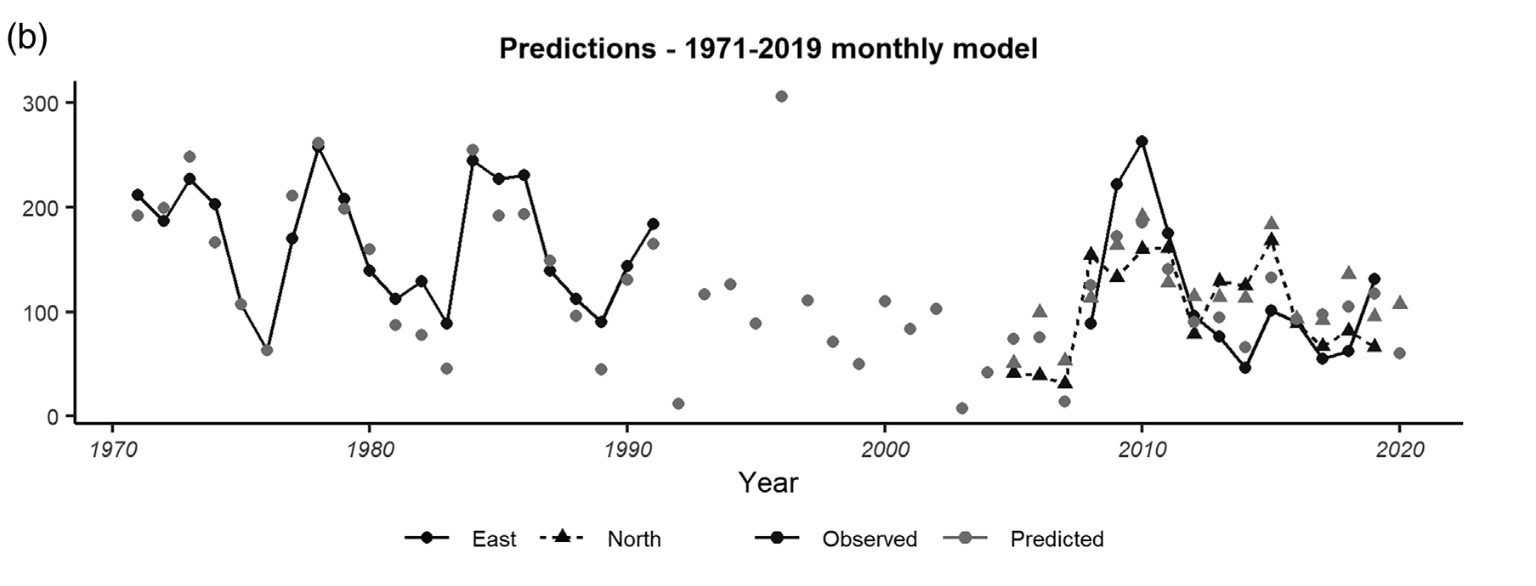 (b)
Predictions - 1971-2019 monthly model
300
200
100
0
1970 1980 1990 2000 2010 2020
Year
East North Observed Predicted